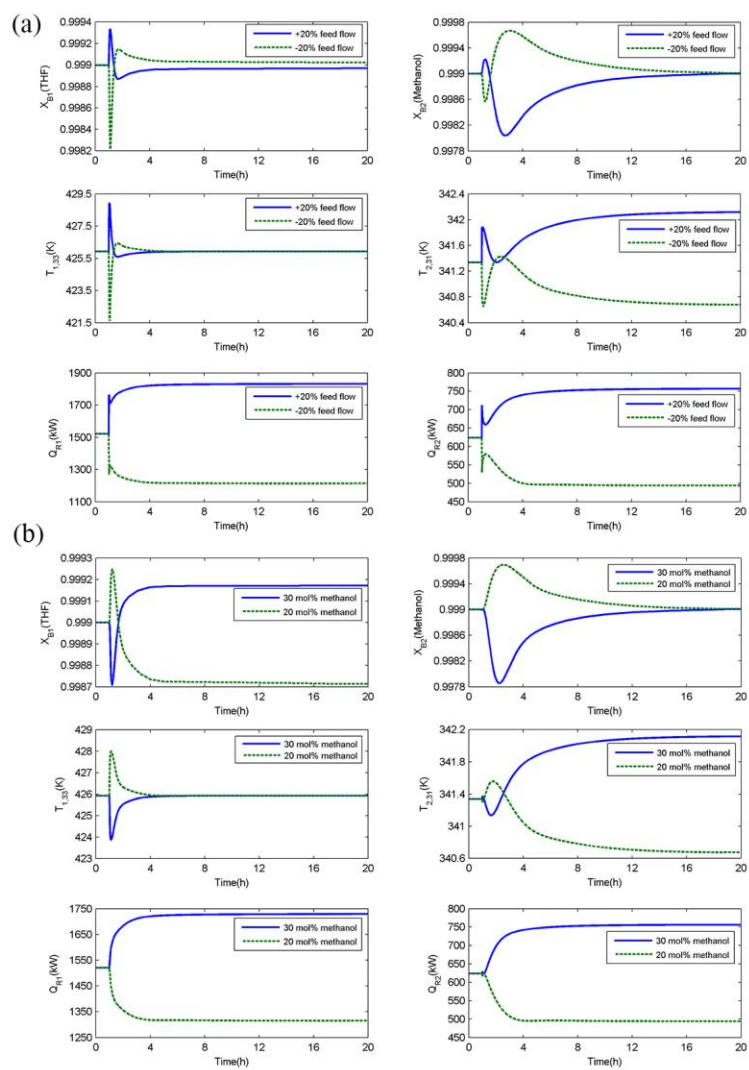 (a)
0.9994
0.9992
0.999
0.9988
0.9986
0.9984
0.9982
X_B1(THF)
+20% feed flow
-20% feed flow
0 4 8 12 16 20
Time(h)
0.9998
0.9994
0.999
0.9986
0.9982
0.9978
X_B2(Methanol)
+20% feed flow
-20% feed flow
0 4 8 12 16 20
Time(h)
429.5
427.5
425.5
423.5
421.5
T_1,33(K)
+20% feed flow
-20% feed flow
0 4 8 12 16 20
Time(h)
342.4
342
341.6
341.2
340.8
340.4
T_2,31(K)
+20% feed flow
-20% feed flow
0 4 8 12 16 20
Time(h)
1900
1700
1500
1300
1100
Q_R1(kW)
+20% feed flow
-20% feed flow
0 4 8 12 16 20
Time(h)
800
750
700
650
600
550
500
450
Q_R2(kW)
+20% feed flow
-20% feed flow
0 4 8 12 16 20
Time(h)
(b)
0.9993
0.9992
0.9991
0.999
0.9989
0.9988
0.9987
X_B1(THF)
30 mol% methanol
20 mol% methanol
0 4 8 12 16 20
Time(h)
0.9998
0.9994
0.999
0.9986
0.9982
0.9978
X_B2(Methanol)
30 mol% methanol
20 mol% methanol
0 4 8 12 16 20
Time(h)
429
428
427
426
425
424
423
T_1,33(K)
30 mol% methanol
20 mol% methanol
0 4 8 12 16 20
Time(h)
342.2
341.8
341.4
341
340.6
T_2,31(K)
30 mol% methanol
20 mol% methanol
0 4 8 12 16 20
Time(h)
1750
1650
1550
1450
1350
1250
Q_R1(kW)
30 mol% methanol
20 mol% methanol
0 4 8 12 16 20
Time(h)
800
750
700
650
600
550
500
450
Q_R2(kW)
30 mol% methanol
20 mol% methanol
0 4 8 12 16 20
Time(h)